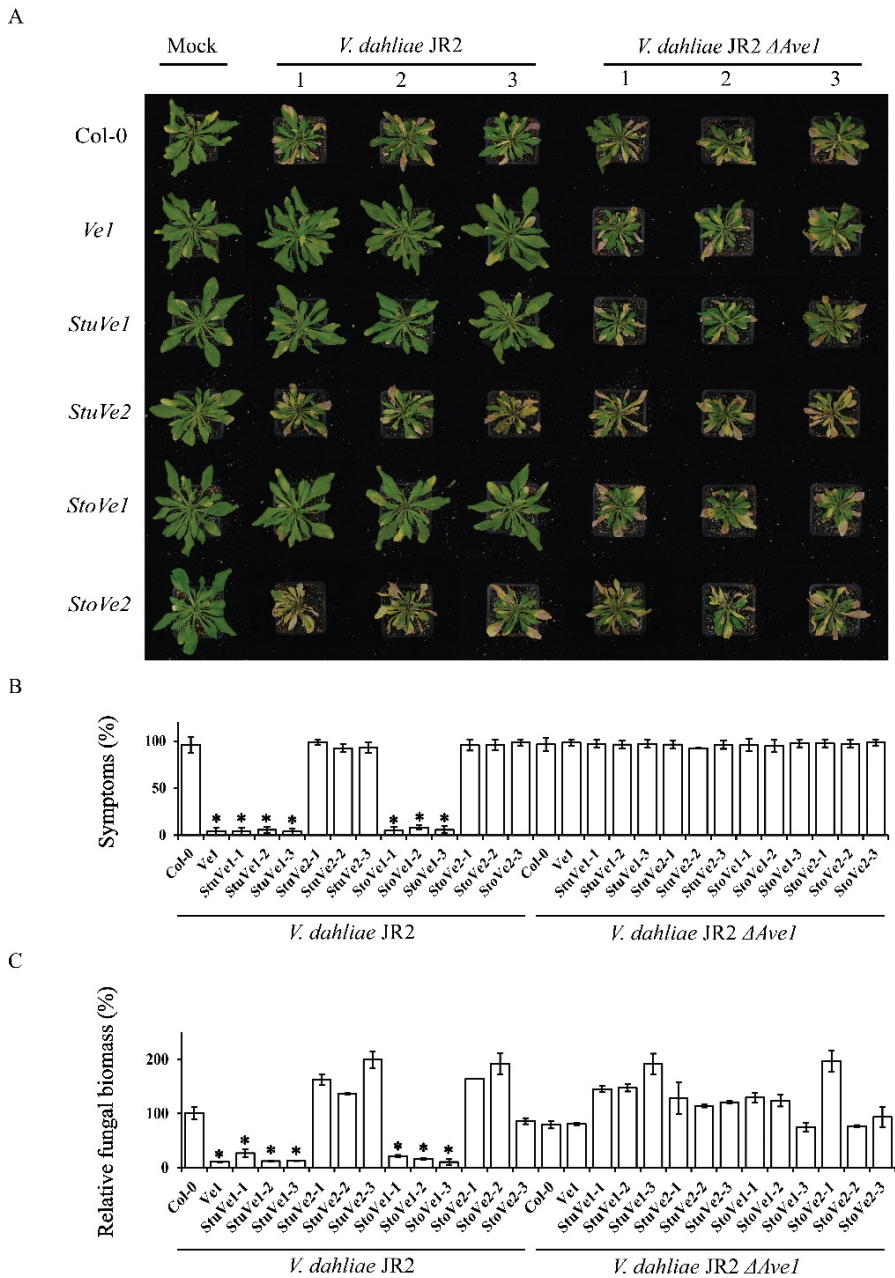 A
Mock V. dahliae JR2 V. dahliae JR2 ΔAve1
1 2 3 1 2 3
Col-0
Ve1
StuVe1
StuVe2
StoVe1
StoVe2
B
Symptoms (%)
100
50
0
* * * * * * *
Col-0 Ve1 StuVe1-1 StuVe1-2 StuVe1-3 StuVe2-1 StuVe2-2 StuVe2-3 StoVe1-1 StoVe1-2 StoVe1-3 StoVe2-1 StoVe2-2 StoVe2-3 Col-0 Ve1 StuVe1-1 StuVe1-2 StuVe1-3 StuVe2-1 StuVe2-2 StuVe2-3 StoVe1-1 StoVe1-2 StoVe1-3 StoVe2-1 StoVe2-2 StoVe2-3
V. dahliae JR2 V. dahliae JR2 ΔAve1
C
Relative fungal biomass (%)
200
100
0
* * * * * * *
Col-0 Ve1 StuVe1-1 StuVe1-2 StuVe1-3 StuVe2-1 StuVe2-2 StuVe2-3 StoVe1-1 StoVe1-2 StoVe1-3 StoVe2-1 StoVe2-2 StoVe2-3 Col-0 Ve1 StuVe1-1 StuVe1-2 StuVe1-3 StuVe2-1 StuVe2-2 StuVe2-3 StoVe1-1 StoVe1-2 StoVe1-3 StoVe2-1 StoVe2-2 StoVe2-3
V. dahliae JR2 V. dahliae JR2 ΔAve1